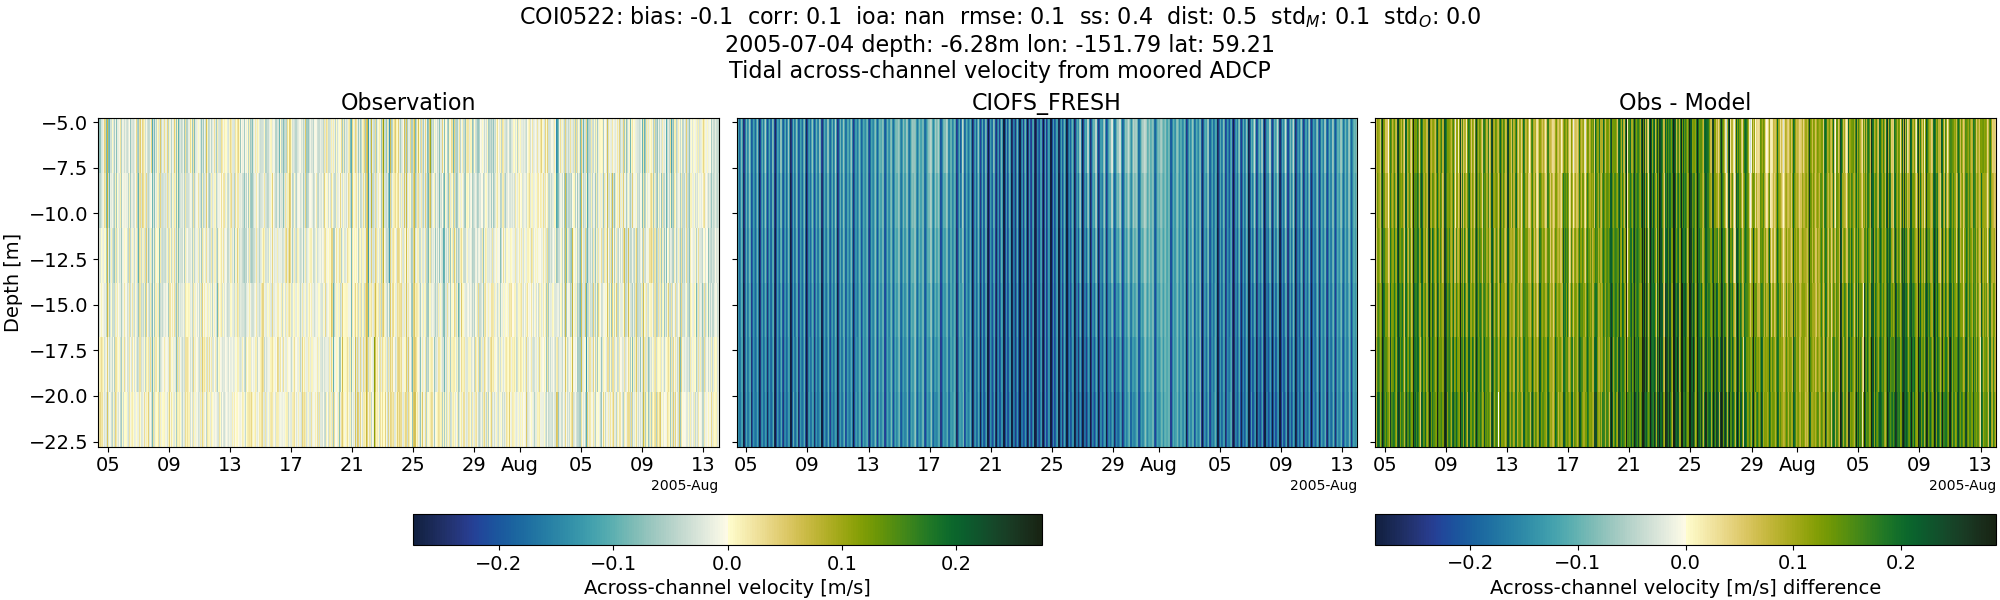 COI0522: bias: -0.1  corr: 0.1  ioa: nan  rmse: 0.1  ss: 0.4  dist: 0.5  std_M: 0.1  std_O: 0.0
2005-07-04 depth: -6.28m lon: -151.79 lat: 59.21
Tidal across-channel velocity from moored ADCP
Observation
CIOFS_FRESH
Obs - Model
Depth [m]
−5.0
−7.5
−10.0
−12.5
−15.0
−17.5
−20.0
−22.5
05 09 13 17 21 25 29 Aug 05 09 13
2005-Aug
05 09 13 17 21 25 29 Aug 05 09 13
2005-Aug
05 09 13 17 21 25 29 Aug 05 09 13
2005-Aug
−0.2 −0.1 0.0 0.1 0.2
Across-channel velocity [m/s]
−0.2 −0.1 0.0 0.1 0.2
Across-channel velocity [m/s] difference